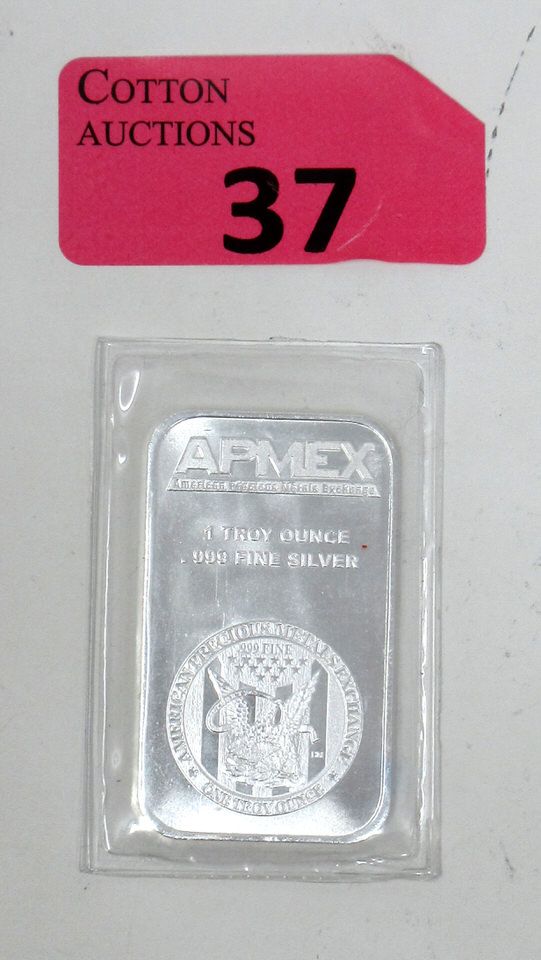 COTTON
AUCTIONS
37
APMEX
American Precious Metals Exchange
1 TROY OUNCE
.999 FINE SILVER
AMERICAN PRECIOUS METALS EXCHANGE
.999 FINE
ONE TROY OUNCE